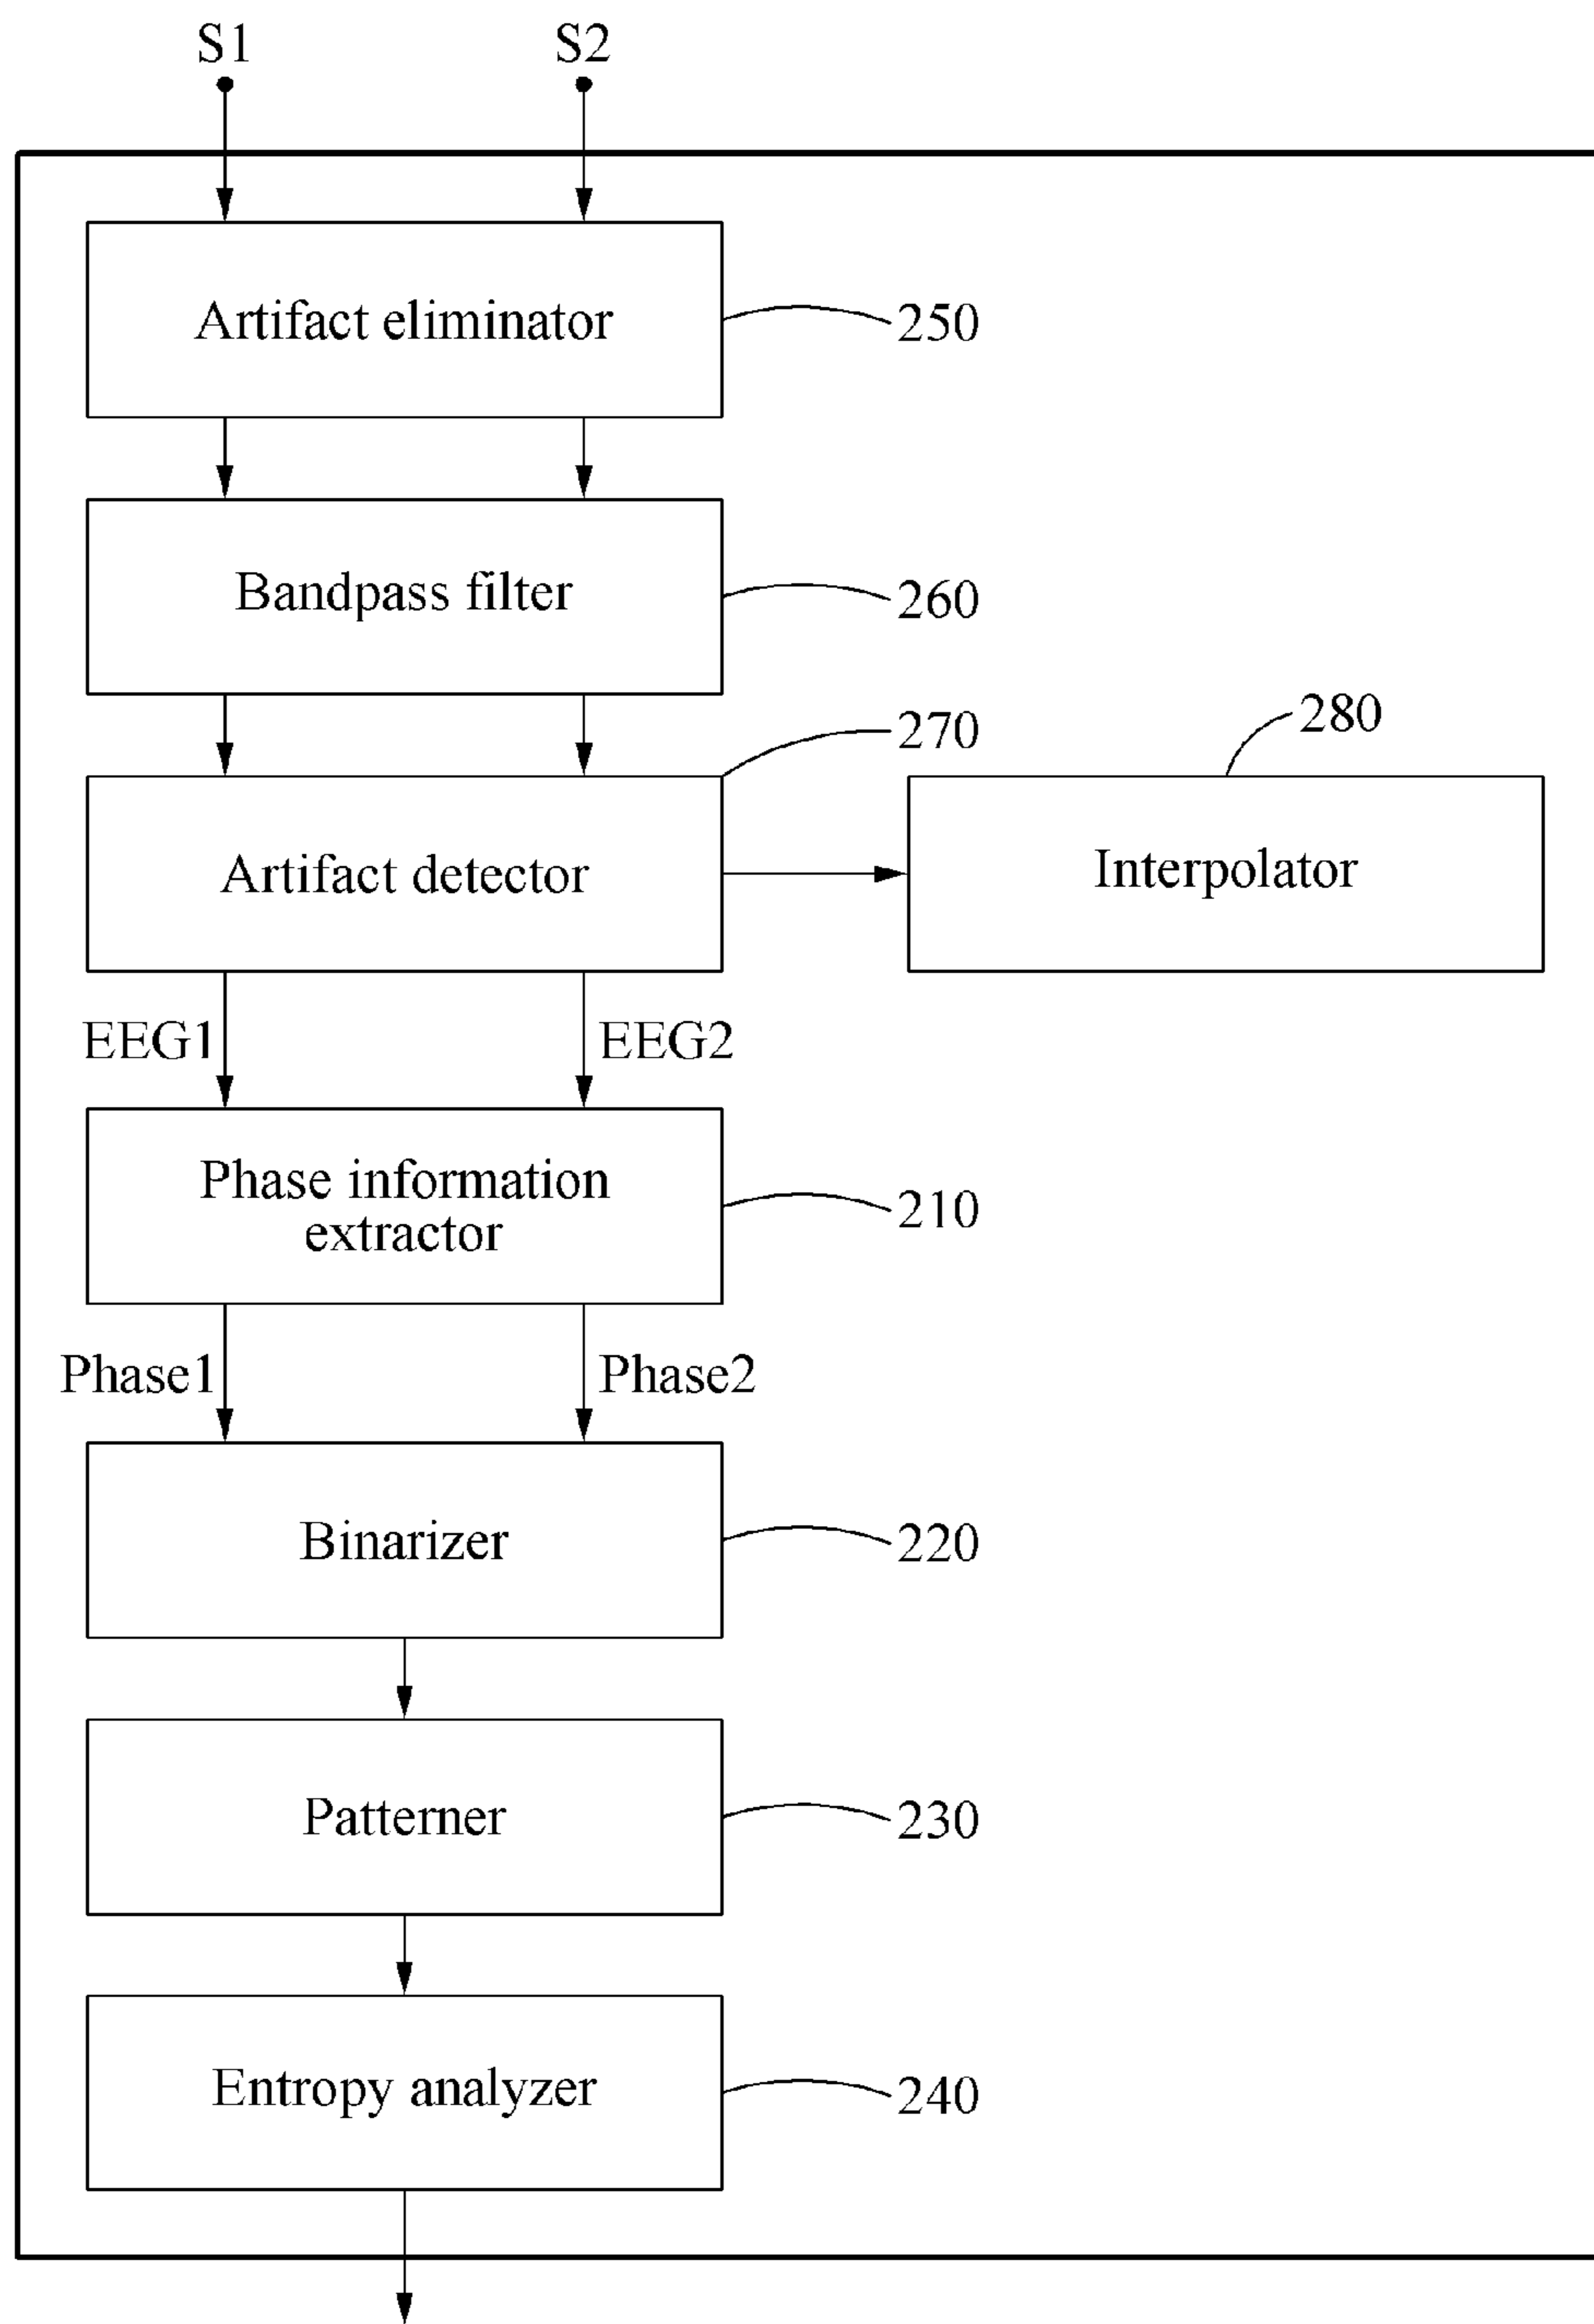 S1 S2
Artifact eliminator 250
Bandpass filter 260
270 280
Artifact detector Interpolator
EEG1 EEG2
Phase information
extractor
210
Phase1 Phase2
Binarizer 220
Patterner 230
Entropy analyzer 240